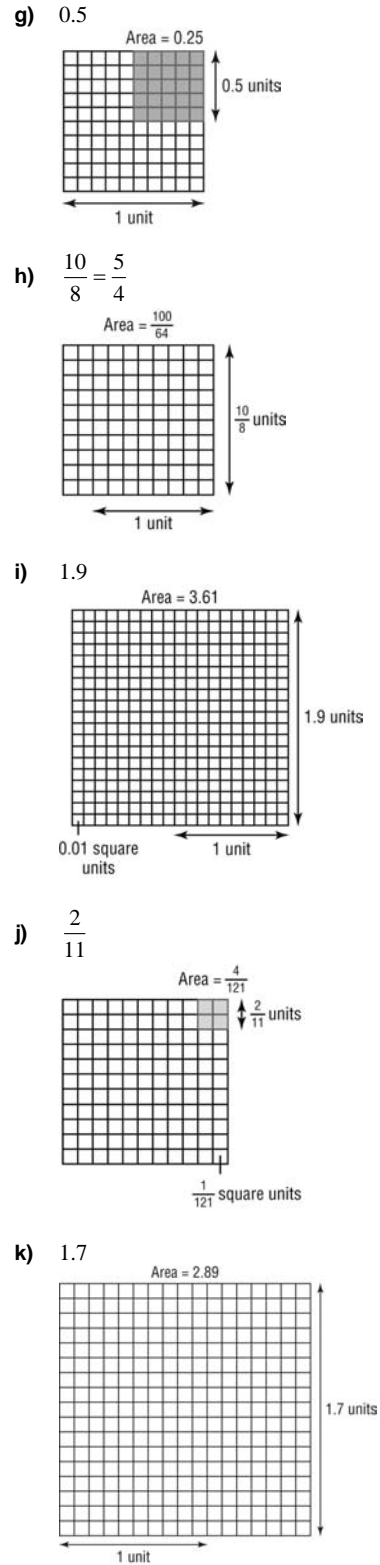 g) 0.5
Area = 0.25
0.5 units
1 unit
h) 10/8 = 5/4
Area = 100/64
10/8 units
1 unit
i) 1.9
Area = 3.61
1.9 units
0.01 square
units
1 unit
j) 2/11
Area = 4/121
2/11 units
1/121 square units
k) 1.7
Area = 2.89
1.7 units
1 unit